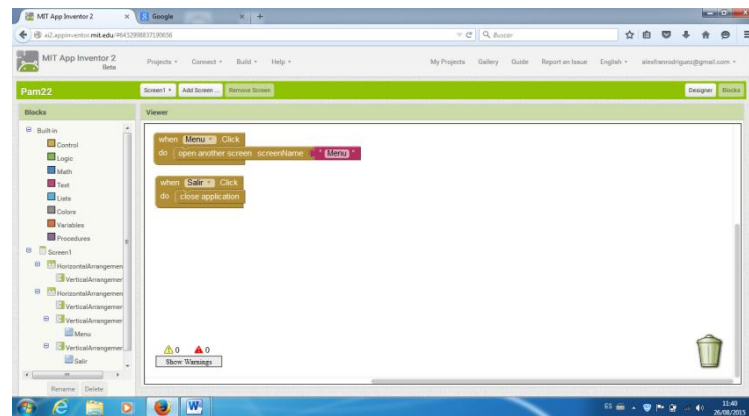 MIT App Inventor 2
Google
ai2.appinventor.mit.edu/#6432998837190656
Buscar
MIT App Inventor 2
Beta
Projects
Connect
Build
Help
My Projects
Gallery
Guide
Report an Issue
English
Pam22
Screen1
Add Screen ...
Remove Screen
Designer
Blocks
Blocks
Viewer
Built-in
Control
Logic
Math
Text
Lists
Colors
Variables
Procedures
Screen1
HorizontalArrangemen
VerticalArrangemer
HorizontalArrangemen
VerticalArrangemer
VerticalArrangemer
Menu
VerticalArrangemer
Salir
Rename
Delete
when Menu .Click
do open another screen screenName " Menu "
when Salir .Click
do close application
0
0
Show Warnings
ES
11:40
26/08/2015